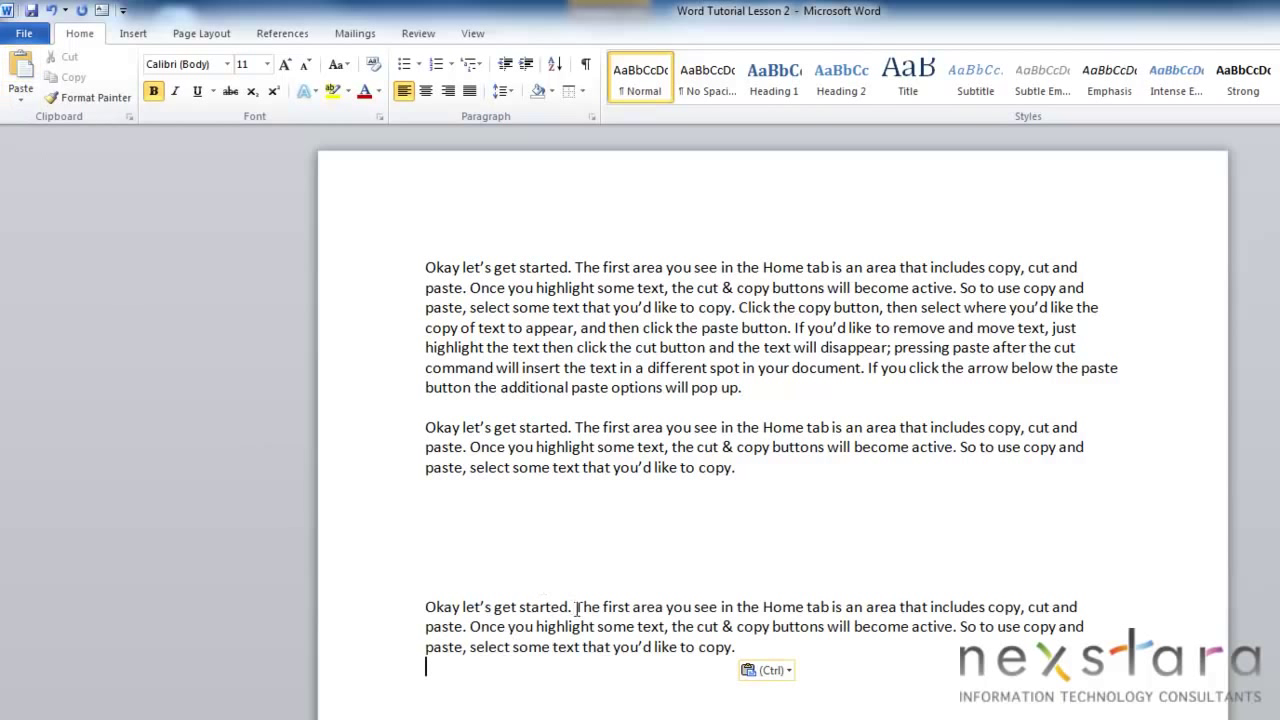 Word Tutorial Lesson 2 - Microsoft Word
File Home Insert Page Layout References Mailings Review View
Cut
Copy
Paste
Format Painter
Clipboard
Calibri (Body) 11
Font
Paragraph
AaBbCcDc AaBbCcDc AaBbC AaBbCc AaB AaBbCc. AaBbCcDc AaBbCcDc AaBbCcDc AaBbCcDc
¶ Normal ¶ No Spaci... Heading 1 Heading 2 Title Subtitle Subtle Em... Emphasis Intense E... Strong
Styles
Okay let’s get started. The first area you see in the Home tab is an area that includes copy, cut and
paste. Once you highlight some text, the cut & copy buttons will become active. So to use copy and
paste, select some text that you’d like to copy. Click the copy button, then select where you’d like the
copy of text to appear, and then click the paste button. If you’d like to remove and move text, just
highlight the text then click the cut button and the text will disappear; pressing paste after the cut
command will insert the text in a different spot in your document. If you click the arrow below the paste
button the additional paste options will pop up.
Okay let’s get started. The first area you see in the Home tab is an area that includes copy, cut and
paste. Once you highlight some text, the cut & copy buttons will become active. So to use copy and
paste, select some text that you’d like to copy.
Okay let’s get started. The first area you see in the Home tab is an area that includes copy, cut and
paste. Once you highlight some text, the cut & copy buttons will become active. So to use copy and
paste, select some text that you’d like to copy.
(Ctrl)
nexstara
INFORMATION TECHNOLOGY CONSULTANTS